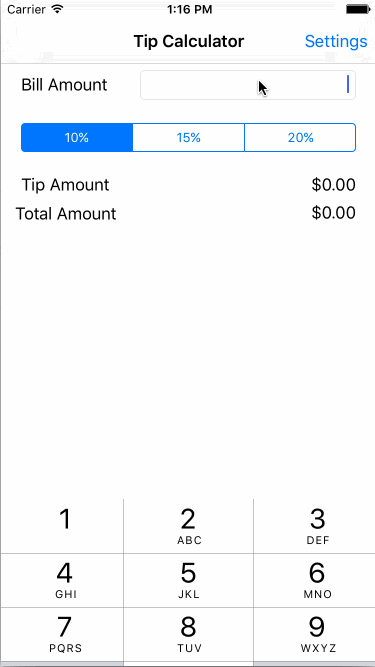 Carrier 1:16 PM
Tip Calculator Settings
Bill Amount
10% 15% 20%
Tip Amount $0.00
Total Amount $0.00
1 2 3
ABC DEF
4 5 6
GHI JKL MNO
7 8 9
PQRS TUV WXYZ